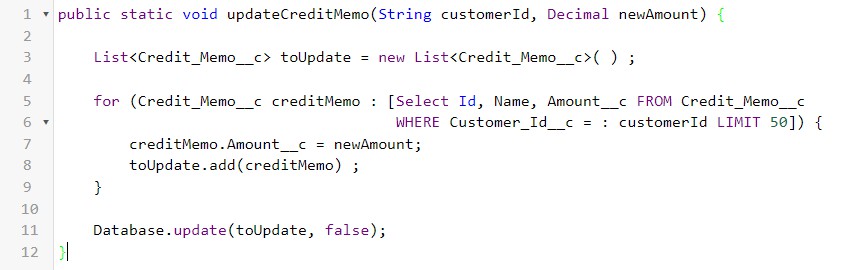 1 public static void updateCreditMemo(String customerId, Decimal newAmount) {
2
3 List<Credit_Memo__c> toUpdate = new List<Credit_Memo__c>( ) ;
4
5 for (Credit_Memo__c creditMemo : [Select Id, Name, Amount__c FROM Credit_Memo__c
6 WHERE Customer_Id__c = : customerId LIMIT 50]) {
7 creditMemo.Amount__c = newAmount;
8 toUpdate.add(creditMemo) ;
9 }
10
11 Database.update(toUpdate, false);
12 }